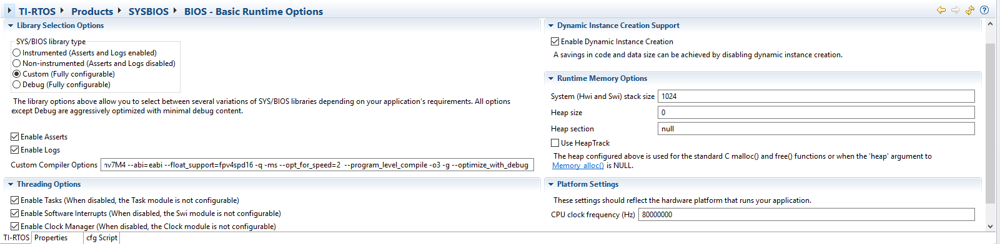 TI-RTOS Products SYSBIOS BIOS - Basic Runtime Options
Library Selection Options
SYS/BIOS library type
Instrumented (Asserts and Logs enabled)
Non-instrumented (Asserts and Logs disabled)
Custom (Fully configurable)
Debug (Fully configurable)
The library options above allow you to select between several variations of SYS/BIOS libraries depending on your application's requirements. All options
except Debug are aggressively optimized with minimal debug content.
Enable Asserts
Enable Logs
Custom Compiler Options nv7M4 --abi=eabi --float_support=fpv4spd16 -q -ms --opt_for_speed=2 --program_level_compile -o3 -g --optimize_with_debug
Threading Options
Enable Tasks (When disabled, the Task module is not configurable)
Enable Software Interrupts (When disabled, the Swi module is not configurable)
Enable Clock Manager (When disabled, the Clock module is not configurable)
Dynamic Instance Creation Support
Enable Dynamic Instance Creation
A savings in code and data size can be achieved by disabling dynamic instance creation.
Runtime Memory Options
System (Hwi and Swi) stack size 1024
Heap size 0
Heap section null
Use HeapTrack
The heap configured above is used for the standard C malloc() and free() functions or when the 'heap' argument to
Memory_alloc() is NULL.
Platform Settings
These settings should reflect the hardware platform that runs your application.
CPU clock frequency (Hz) 80000000
TI-RTOS Properties cfg Script